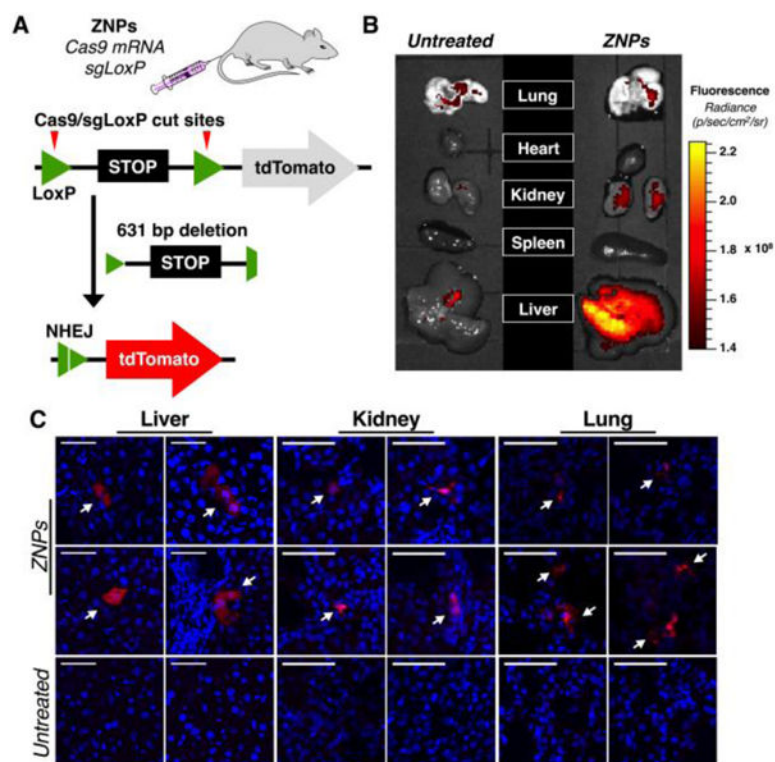 A
ZNPs
Cas9 mRNA
sgLoxP
Cas9/sgLoxP cut sites
STOP
tdTomato
LoxP
631 bp deletion
STOP
NHEJ
tdTomato
B
Untreated
ZNPs
Lung
Heart
Kidney
Spleen
Liver
Fluorescence
Radiance
(p/sec/cm²/sr)
2.2
2.0
1.8
x 10⁸
1.6
1.4
C
Liver
Kidney
Lung
ZNPs
Untreated